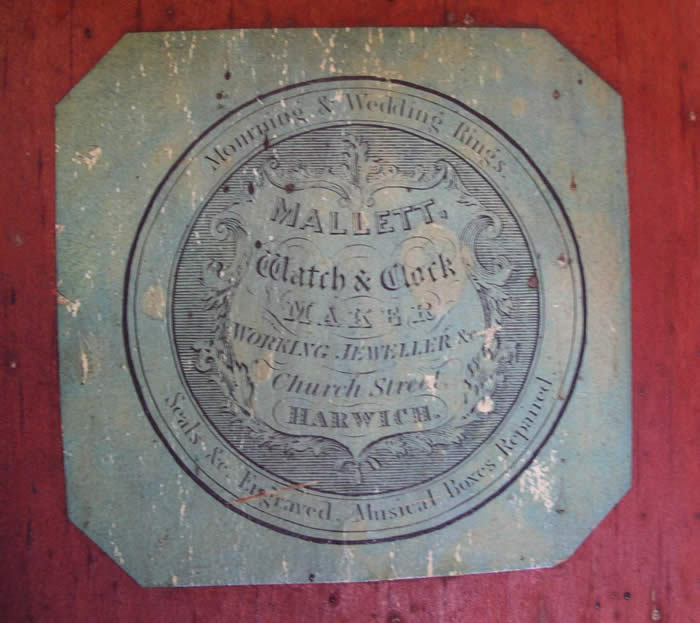 Mourning & Wedding Rings.
MALLETT,
Watch & Clock
MAKER
WORKING JEWELLER &c
Church Street
HARWICH.
Seals &c Engraved, Musical Boxes Repaired.